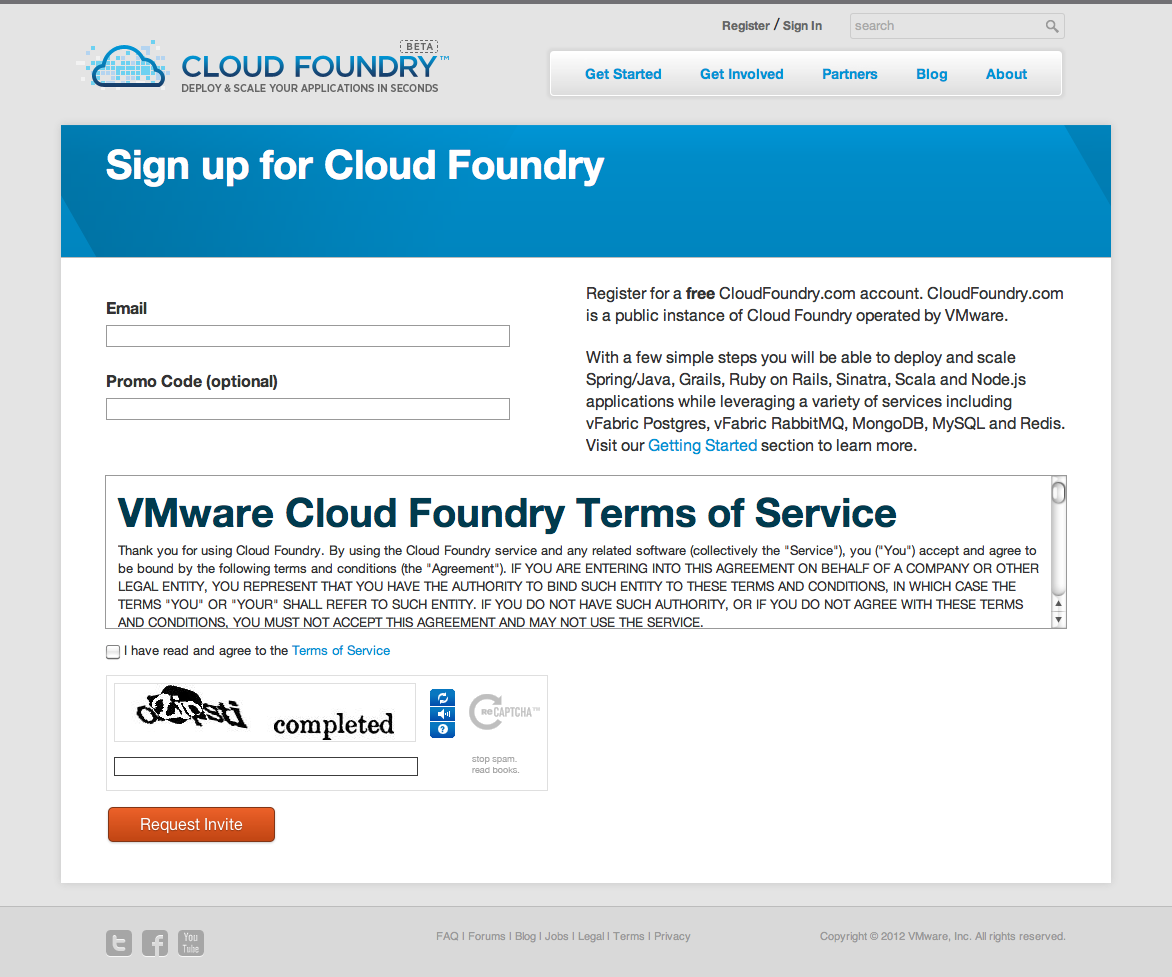 Register / Sign In
search
BETA
CLOUD FOUNDRY™
DEPLOY & SCALE YOUR APPLICATIONS IN SECONDS
Get Started
Get Involved
Partners
Blog
About
Sign up for Cloud Foundry
Email
Promo Code (optional)
Register for a free CloudFoundry.com account. CloudFoundry.com
is a public instance of Cloud Foundry operated by VMware.
With a few simple steps you will be able to deploy and scale
Spring/Java, Grails, Ruby on Rails, Sinatra, Scala and Node.js
applications while leveraging a variety of services including
vFabric Postgres, vFabric RabbitMQ, MongoDB, MySQL and Redis.
Visit our Getting Started section to learn more.
VMware Cloud Foundry Terms of Service
Thank you for using Cloud Foundry. By using the Cloud Foundry service and any related software (collectively the "Service"), you ("You") accept and agree to
be bound by the following terms and conditions (the "Agreement"). IF YOU ARE ENTERING INTO THIS AGREEMENT ON BEHALF OF A COMPANY OR OTHER
LEGAL ENTITY, YOU REPRESENT THAT YOU HAVE THE AUTHORITY TO BIND SUCH ENTITY TO THESE TERMS AND CONDITIONS, IN WHICH CASE THE
TERMS "YOU" OR "YOUR" SHALL REFER TO SUCH ENTITY. IF YOU DO NOT HAVE SUCH AUTHORITY, OR IF YOU DO NOT AGREE WITH THESE TERMS
AND CONDITIONS, YOU MUST NOT ACCEPT THIS AGREEMENT AND MAY NOT USE THE SERVICE.
I have read and agree to the Terms of Service
completed
reCAPTCHA™
stop spam.
read books.
Request Invite
You
Tube
FAQ | Forums | Blog | Jobs | Legal | Terms | Privacy
Copyright © 2012 VMware, Inc. All rights reserved.